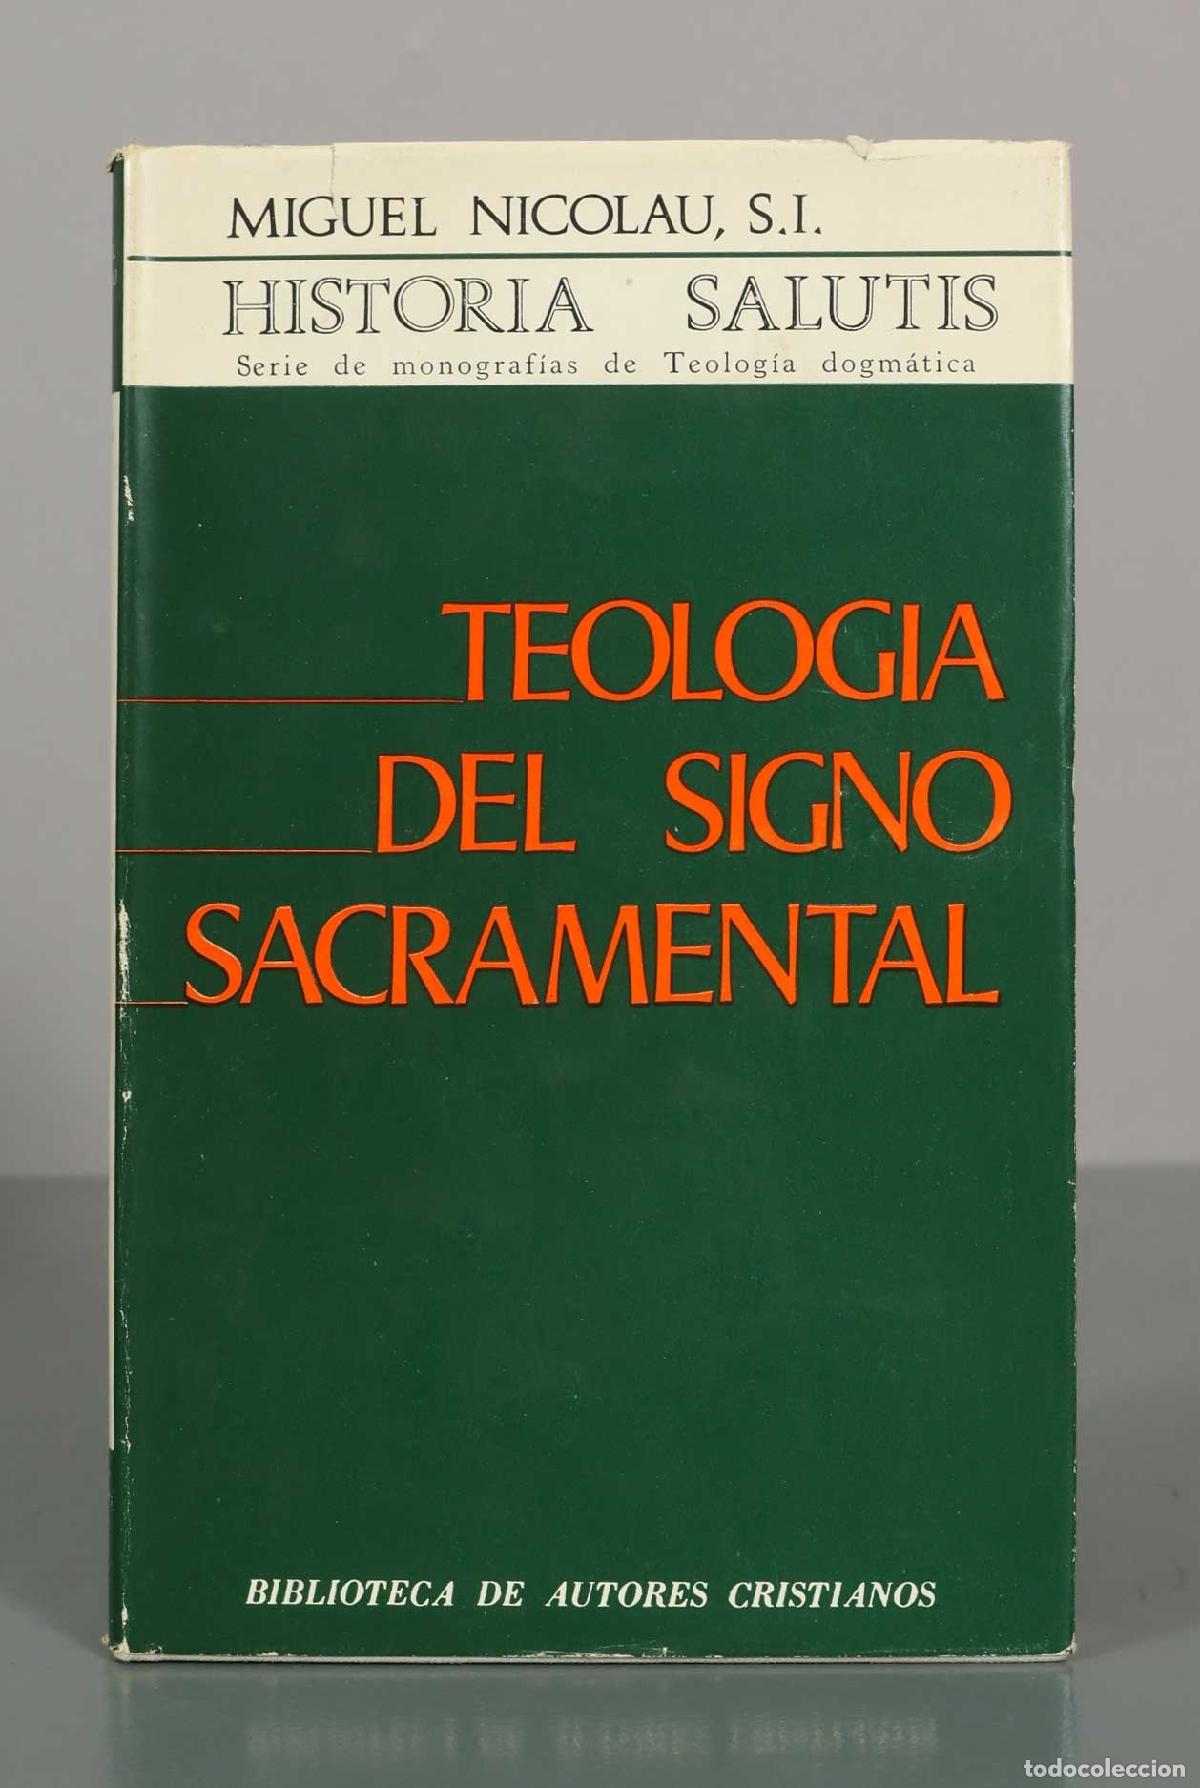 MIGUEL NICOLAU, S.I.
HISTORIA SALUTIS
Serie de monografías de Teología dogmática
TEOLOGIA
DEL SIGNO
SACRAMENTAL
BIBLIOTECA DE AUTORES CRISTIANOS
todocoleccion